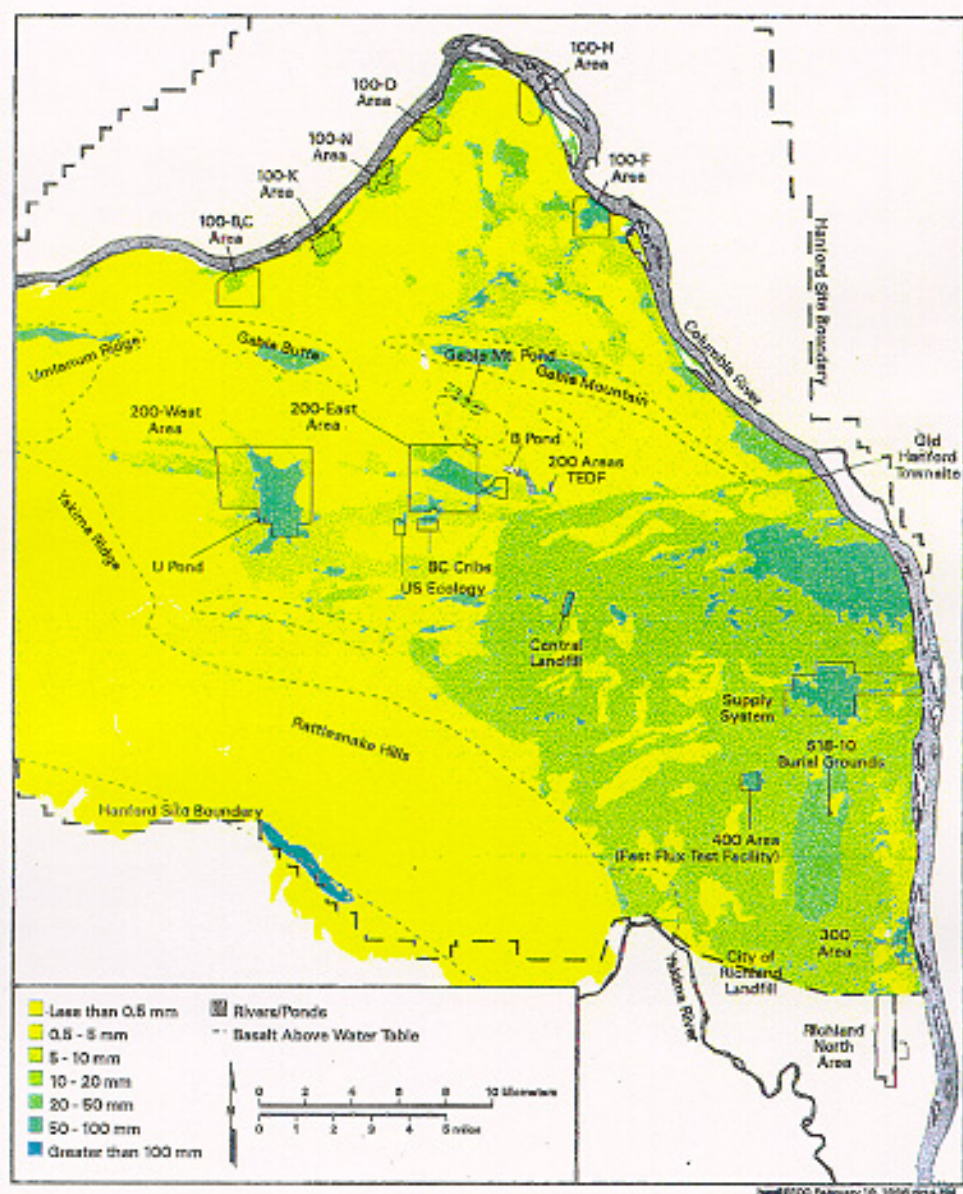 100-H
Area
100-D
Area
100-N
Area
100-K
Area
100-B,C
Area
100-F
Area
Hanford Site Boundary
Columbia River
Umtanum Ridge
Gable Butte
Gable Mt. Pond
Gable Mountain
200-West
Area
200-East
Area
B Pond
200 Areas
TEDF
Old
Hanford
Townsite
Yakima Ridge
U Pond
BC Cribs
US Ecology
Central
Landfill
Supply
System
618-10
Burial Grounds
Rattlesnake Hills
Hanford Site Boundary
400 Area
(Fast Flux Test Facility)
300
Area
City of
Richland
Landfill
Yakima River
Richland
North
Area
Less than 0.5 mm
0.5 - 5 mm
5 - 10 mm
10 - 20 mm
20 - 50 mm
50 - 100 mm
Greater than 100 mm
Rivers/Ponds
Basalt Above Water Table
0 2 4 6 8 10 kilometers
0 1 2 3 4 5 miles